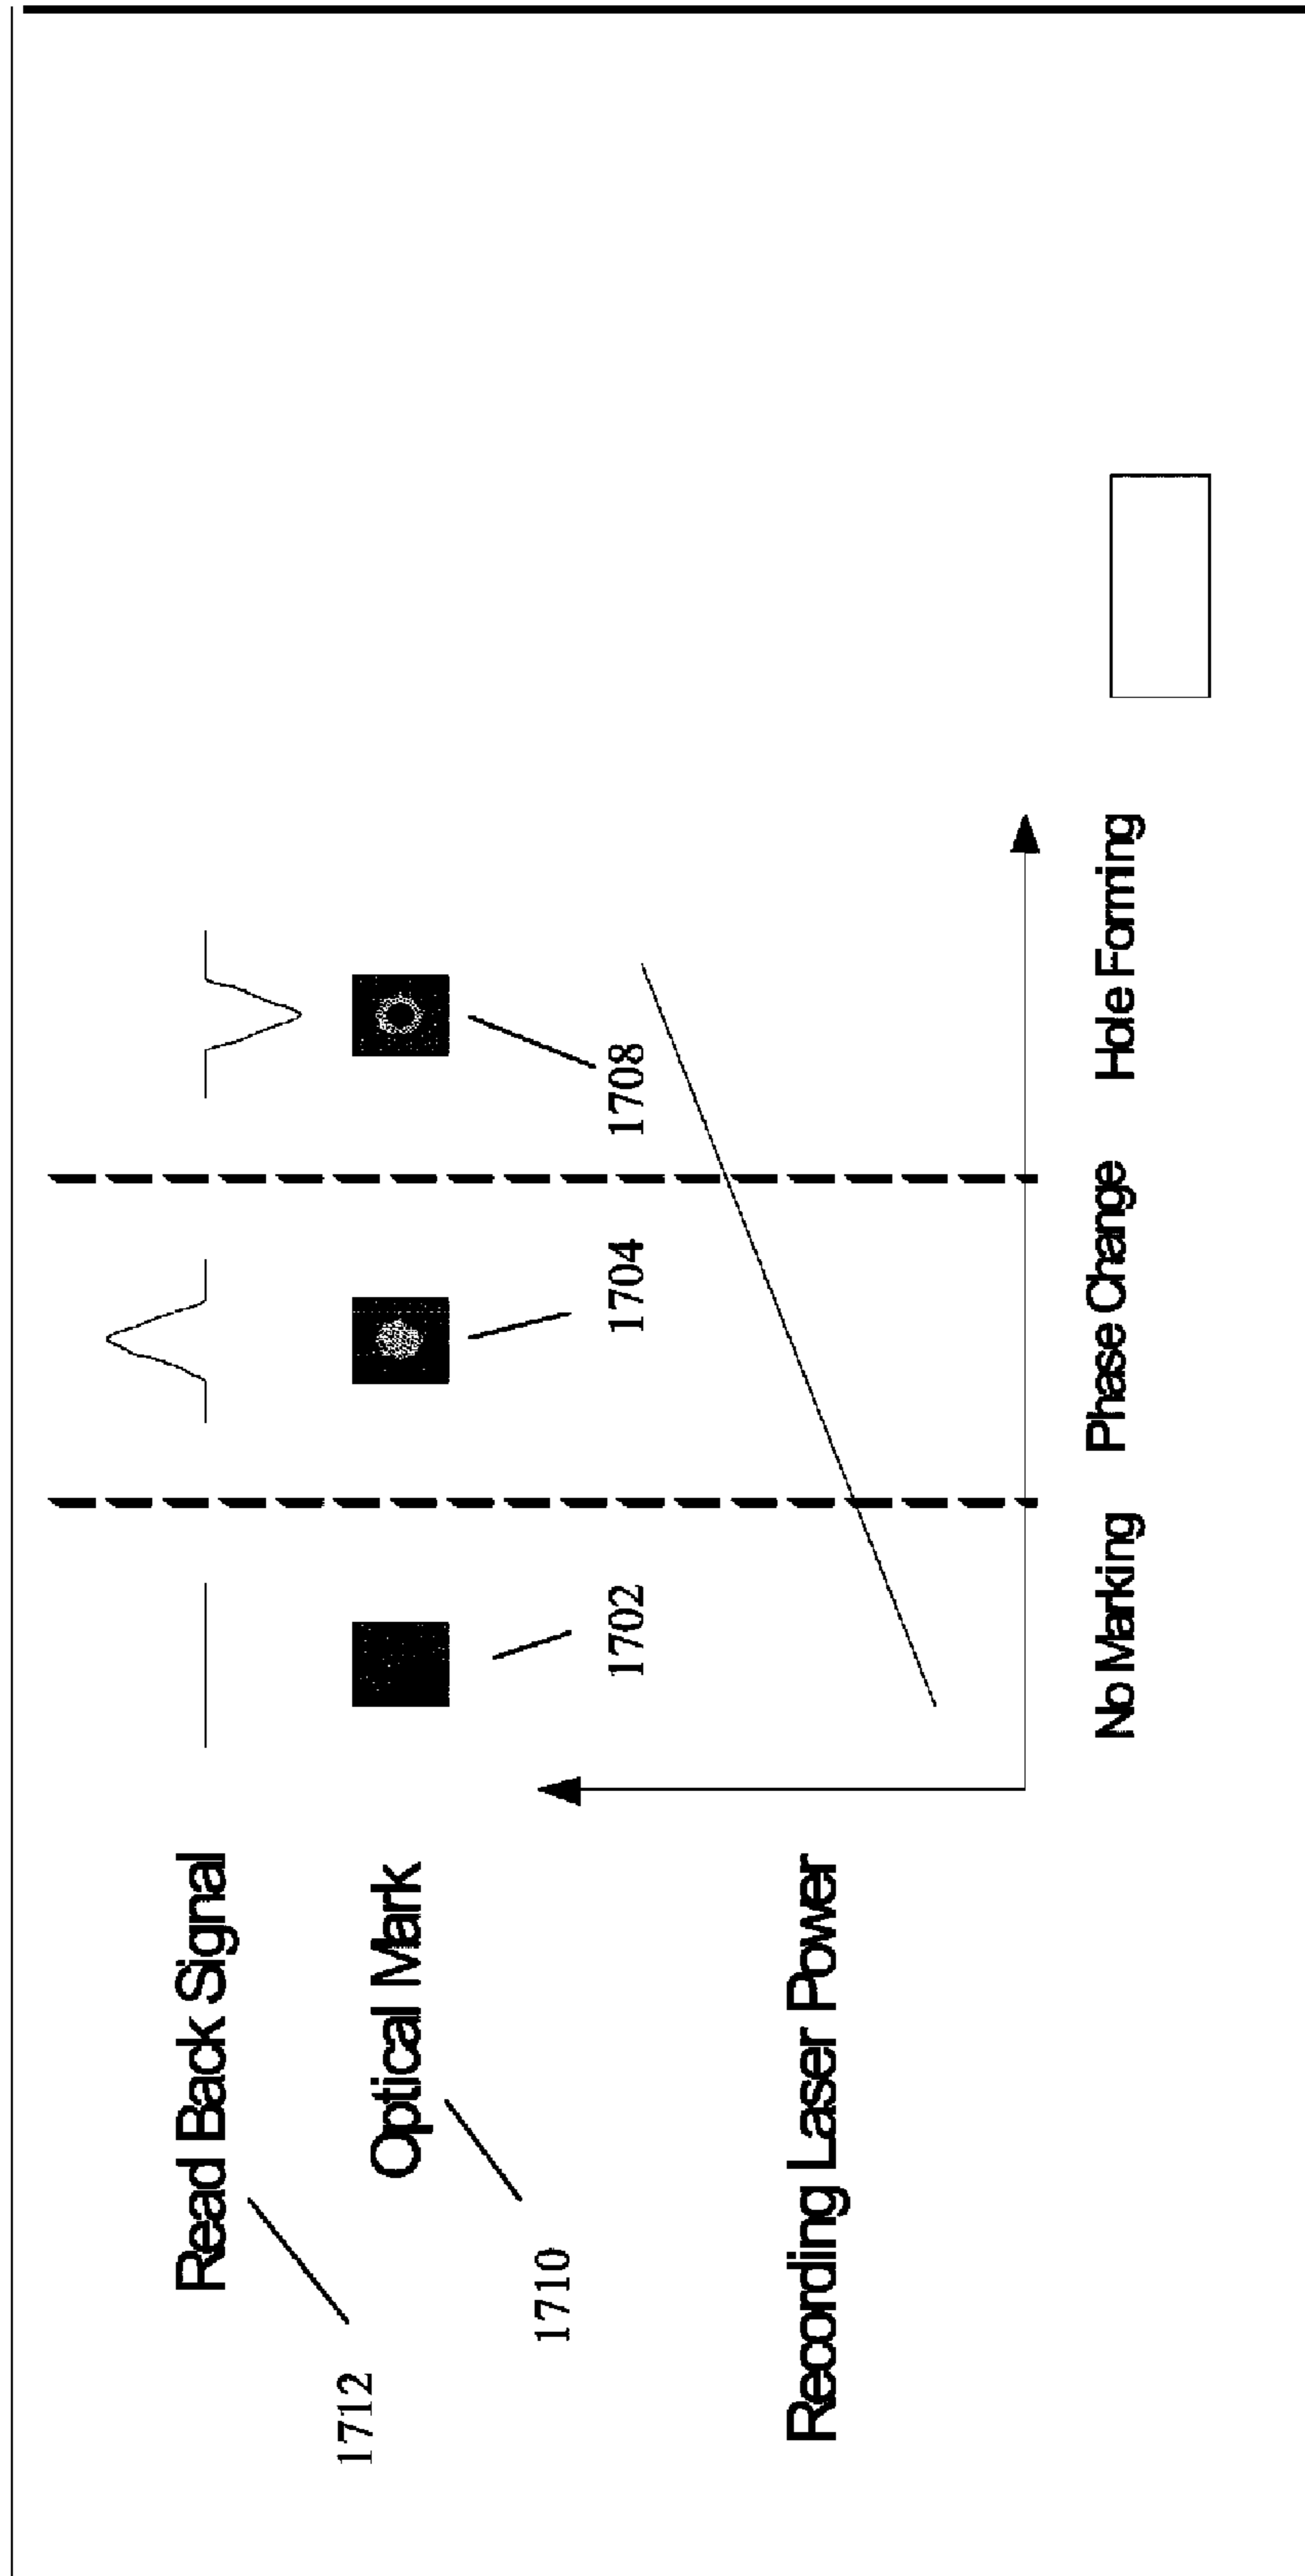 Read Back Signal
1712
Optical Mark
1710
1702
1704
1708
Recording Laser Power
No Marking
Phase Change
Hole Forming